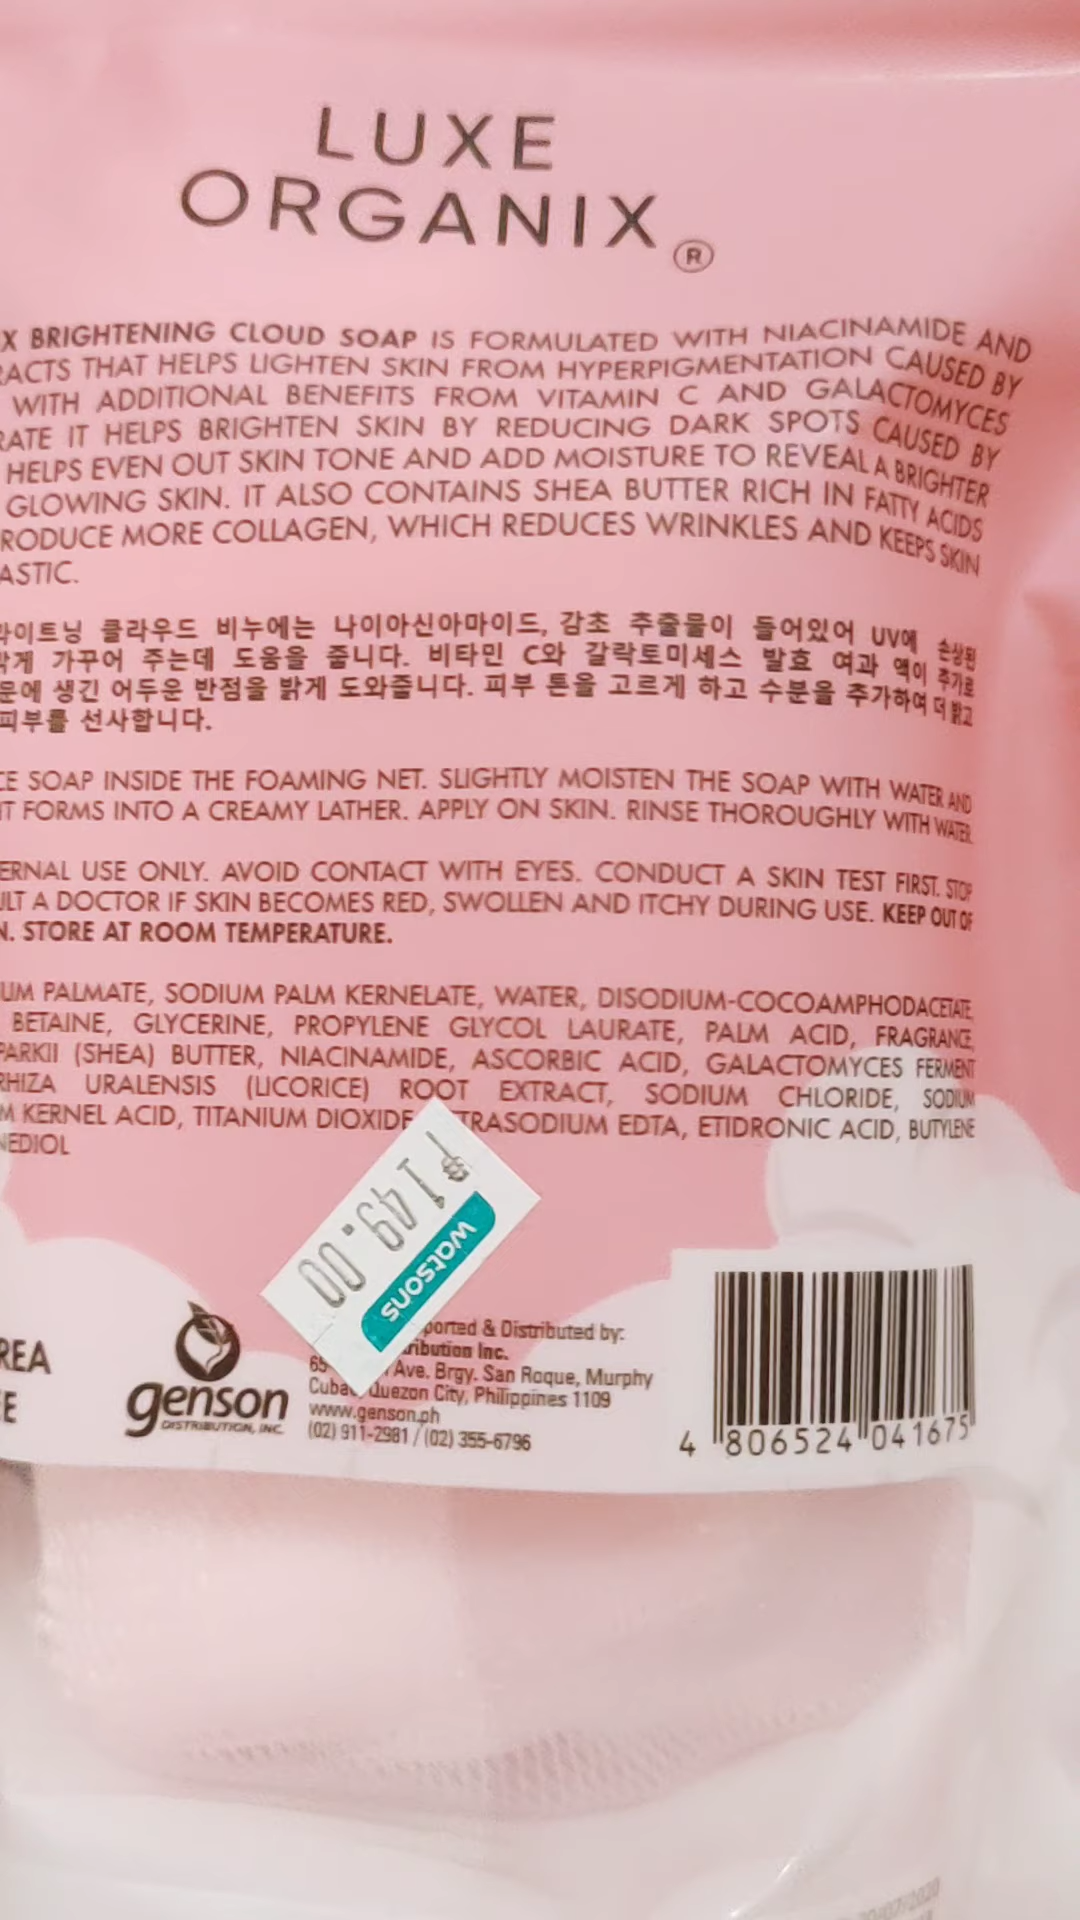 LUXE
ORGANIX®
X BRIGHTENING CLOUD SOAP IS FORMULATED WITH NIACINAMIDE AND
RACTS THAT HELPS LIGHTEN SKIN FROM HYPERPIGMENTATION CAUSED BY
WITH ADDITIONAL BENEFITS FROM VITAMIN C AND GALACTOMYCES
RATE IT HELPS BRIGHTEN SKIN BY REDUCING DARK SPOTS CAUSED BY
HELPS EVEN OUT SKIN TONE AND ADD MOISTURE TO REVEAL A BRIGHTER
GLOWING SKIN. IT ALSO CONTAINS SHEA BUTTER RICH IN FATTY ACIDS
RODUCE MORE COLLAGEN, WHICH REDUCES WRINKLES AND KEEPS SKIN
ASTIC.
라이트닝 클라우드 비누에는 나이아신아마이드, 감초 추출물이 들어있어 UV에 손상된
맑게 가꾸어 주는데 도움을 줍니다. 비타민 C와 갈락토미세스 발효 여과 액이 추가로
문에 생긴 어두운 반점을 밝게 도와줄니다. 피부 톤을 고르게 하고 수분을 추가하여 더 밝고
피부를 선사합니다.
CE SOAP INSIDE THE FOAMING NET. SLIGHTLY MOISTEN THE SOAP WITH WATER AND
IT FORMS INTO A CREAMY LATHER. APPLY ON SKIN. RINSE THOROUGHLY WITH WATER.
ERNAL USE ONLY. AVOID CONTACT WITH EYES. CONDUCT A SKIN TEST FIRST. STOP
ULT A DOCTOR IF SKIN BECOMES RED, SWOLLEN AND ITCHY DURING USE. KEEP OUT OF
N. STORE AT ROOM TEMPERATURE.
UM PALMATE, SODIUM PALM KERNELATE, WATER, DISODIUM-COCOAMPHODACETATE,
BETAINE, GLYCERINE, PROPYLENE GLYCOL LAURATE, PALM ACID, FRAGRANCE,
PARKII (SHEA) BUTTER, NIACINAMIDE, ASCORBIC ACID, GALACTOMYCES FERMENT
RHIZA URALENSIS (LICORICE) ROOT EXTRACT, SODIUM CHLORIDE, SODIUM
M KERNEL ACID, TITANIUM DIOXIDE TRASODIUM EDTA, ETIDRONIC ACID, BUTYLENE
NEDIOL
₱149.00
watsons
REA
E
genson
DISTRIBUTION, INC.
ported & Distributed by:
ribution Inc.
65 Ave. Brgy. San Roque, Murphy
Cubao, Quezon City, Philippines 1109
www.genson.ph
(02) 911-2981 / (02) 355-6796
4 806524 041675